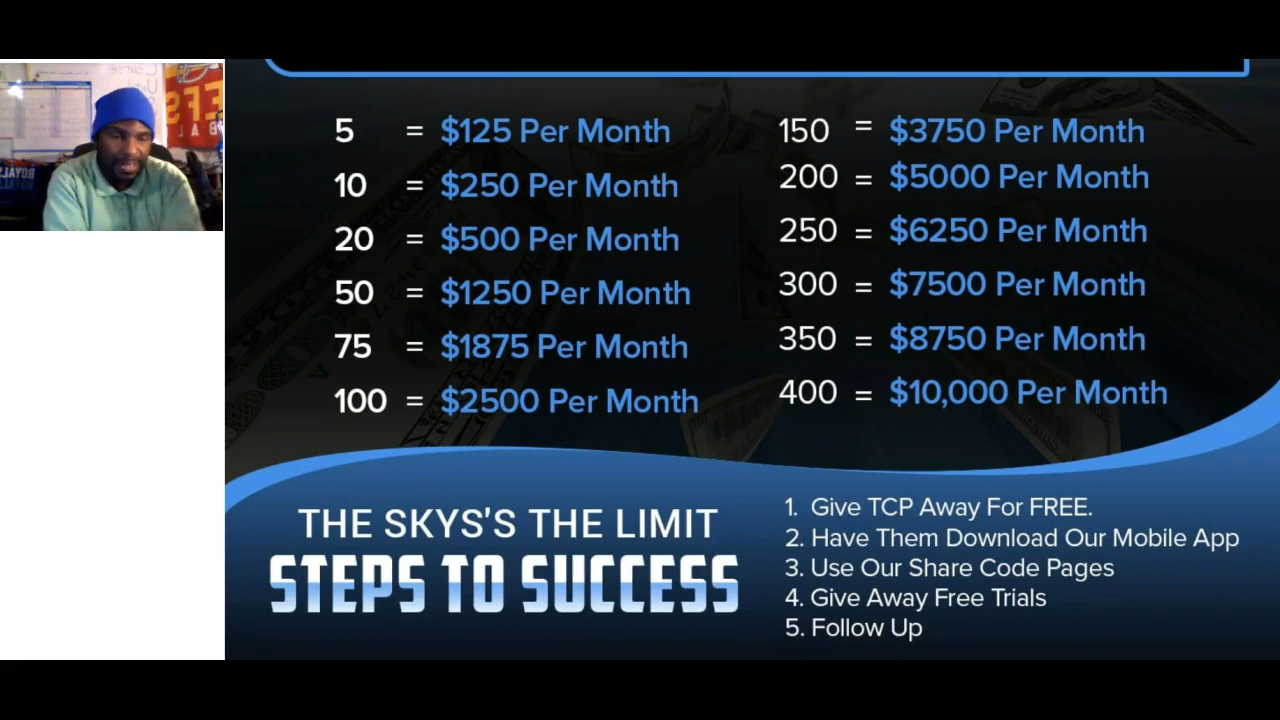 5 = $125 Per Month
10 = $250 Per Month
20 = $500 Per Month
50 = $1250 Per Month
75 = $1875 Per Month
100 = $2500 Per Month
150 = $3750 Per Month
200 = $5000 Per Month
250 = $6250 Per Month
300 = $7500 Per Month
350 = $8750 Per Month
400 = $10,000 Per Month
THE SKYS'S THE LIMIT
STEPS TO SUCCESS
1. Give TCP Away For FREE.
2. Have Them Download Our Mobile App
3. Use Our Share Code Pages
4. Give Away Free Trials
5. Follow Up